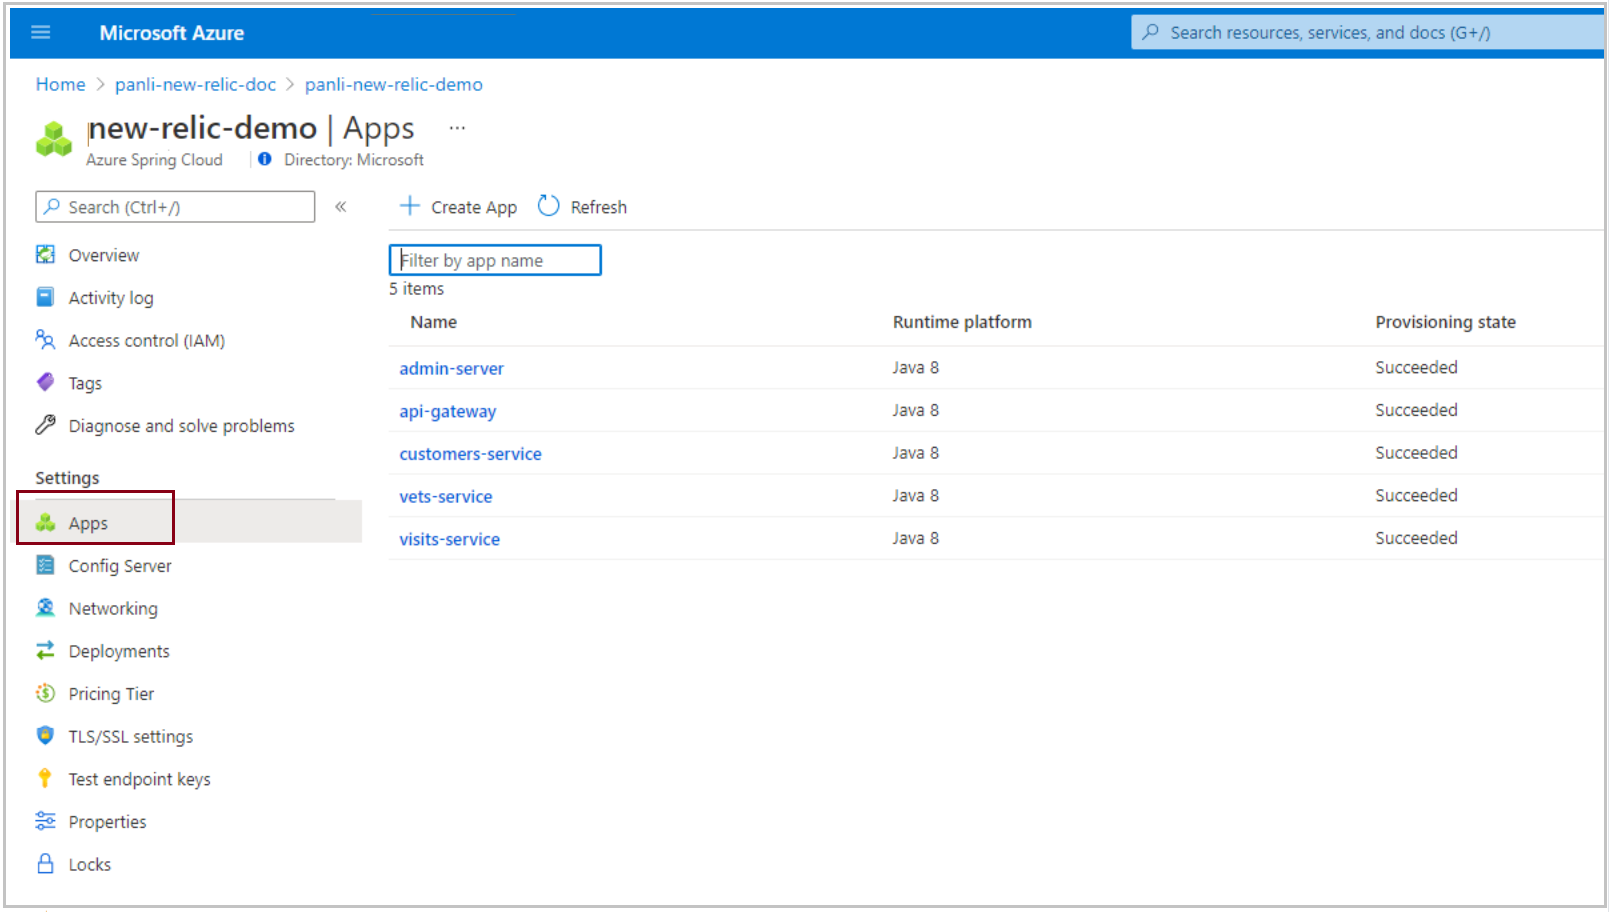 Microsoft Azure
Search resources, services, and docs (G+/)
Home > panli-new-relic-doc > panli-new-relic-demo
new-relic-demo | Apps ...
Azure Spring Cloud | Directory: Microsoft
Search (Ctrl+/) «
Create App Refresh
Filter by app name
5 items
Name Runtime platform Provisioning state
admin-server Java 8 Succeeded
api-gateway Java 8 Succeeded
customers-service Java 8 Succeeded
vets-service Java 8 Succeeded
visits-service Java 8 Succeeded
Overview
Activity log
Access control (IAM)
Tags
Diagnose and solve problems
Settings
Apps
Config Server
Networking
Deployments
Pricing Tier
TLS/SSL settings
Test endpoint keys
Properties
Locks